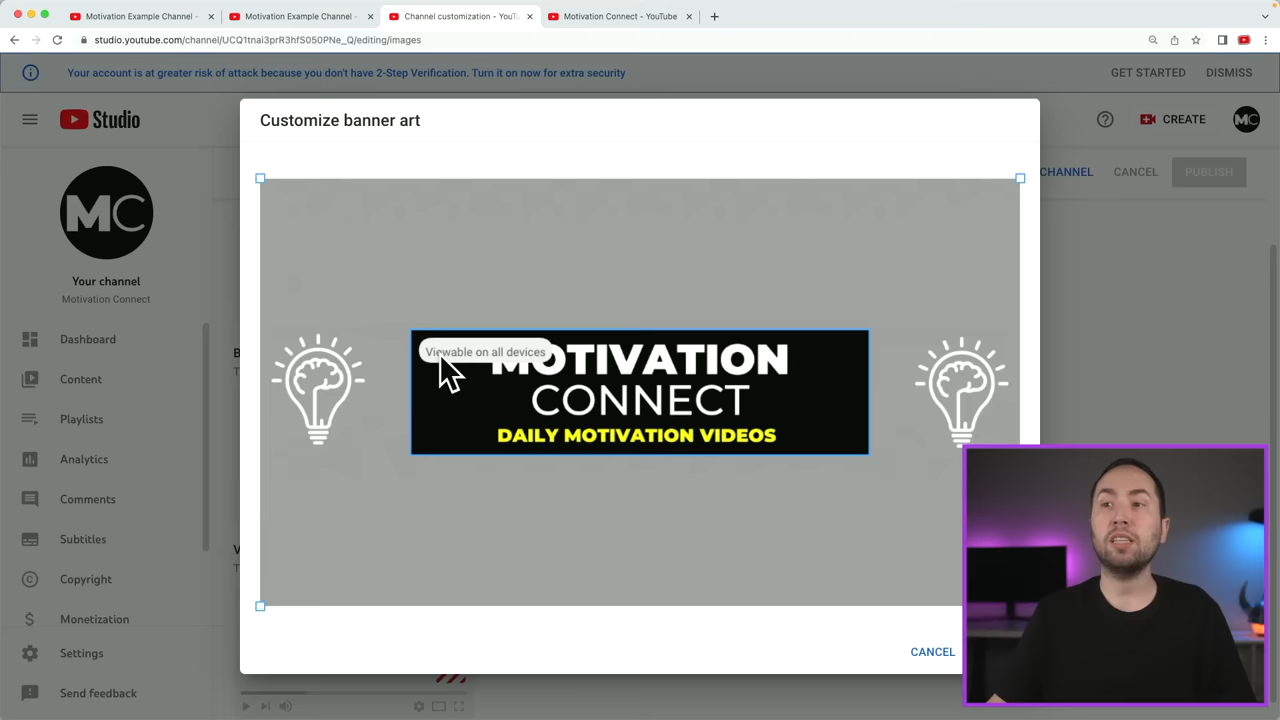 Motivation Example Channel -
Motivation Example Channel -
Channel customization - YouTu
Motivation Connect - YouTube
studio.youtube.com/channel/UCQ1tnai3prR3hfS050PNe_Q/editing/images
Your account is at greater risk of attack because you don't have 2-Step Verification. Turn it on now for extra security
GET STARTED
DISMISS
Studio
CREATE
MC
Customize banner art
CHANNEL
CANCEL
PUBLISH
MC
Your channel
Motivation Connect
Dashboard
Content
Playlists
Analytics
Comments
Subtitles
Copyright
Monetization
Settings
Send feedback
Viewable on all devices
MOTIVATION
CONNECT
DAILY MOTIVATION VIDEOS
CANCEL